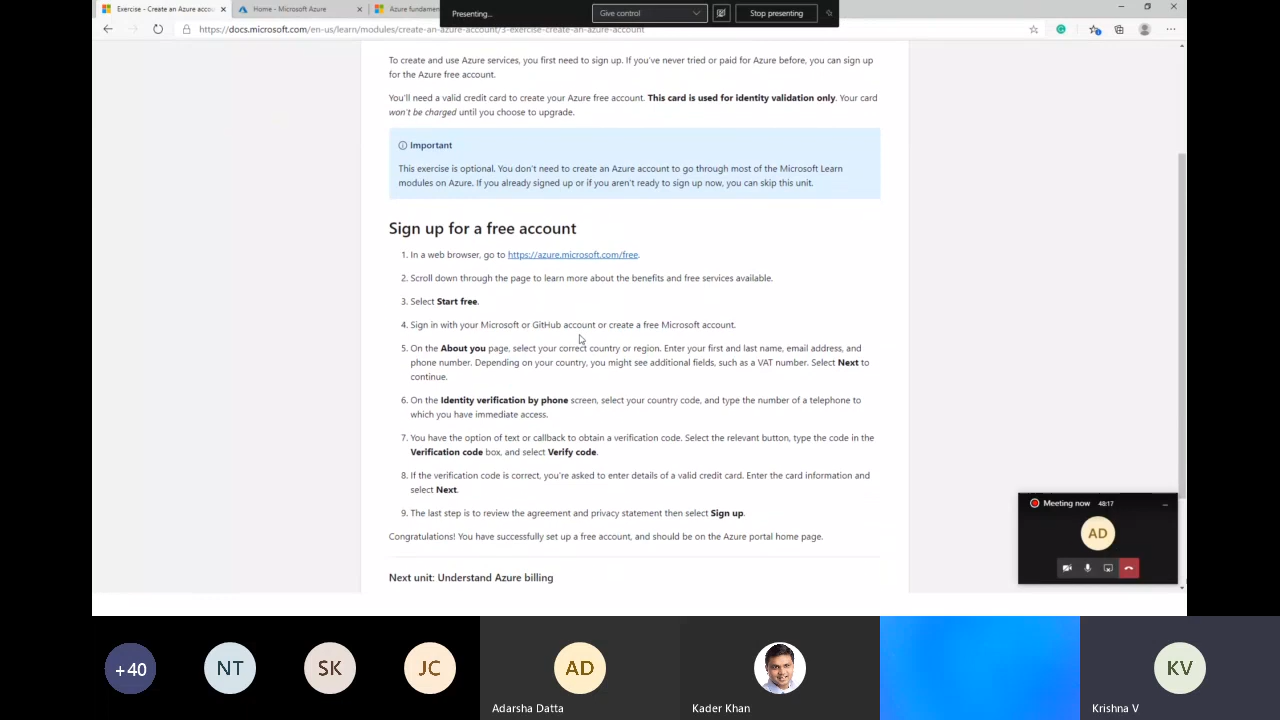 Exercise - Create an Azure accou
Home - Microsoft Azure
Azure fundamen
Presenting...
Give control
Stop presenting
https://docs.microsoft.com/en-us/learn/modules/create-an-azure-account/3-exercise-create-an-azure-account
To create and use Azure services, you first need to sign up. If you've never tried or paid for Azure before, you can sign up
for the Azure free account.
You'll need a valid credit card to create your Azure free account. This card is used for identity validation only. Your card
won't be charged until you choose to upgrade.
Important
This exercise is optional. You don't need to create an Azure account to go through most of the Microsoft Learn
modules on Azure. If you already signed up or if you aren't ready to sign up now, you can skip this unit.
Sign up for a free account
1. In a web browser, go to https://azure.microsoft.com/free.
2. Scroll down through the page to learn more about the benefits and free services available.
3. Select Start free.
4. Sign in with your Microsoft or GitHub account or create a free Microsoft account.
5. On the About you page, select your correct country or region. Enter your first and last name, email address, and
phone number. Depending on your country, you might see additional fields, such as a VAT number. Select Next to
continue.
6. On the Identity verification by phone screen, select your country code, and type the number of a telephone to
which you have immediate access.
7. You have the option of text or callback to obtain a verification code. Select the relevant button, type the code in the
Verification code box, and select Verify code.
8. If the verification code is correct, you're asked to enter details of a valid credit card. Enter the card information and
select Next.
9. The last step is to review the agreement and privacy statement then select Sign up.
Congratulations! You have successfully set up a free account, and should be on the Azure portal home page.
Next unit: Understand Azure billing
Meeting now 48:17
AD
+40
NT
SK
JC
AD
KV
Adarsha Datta
Kader Khan
Krishna V